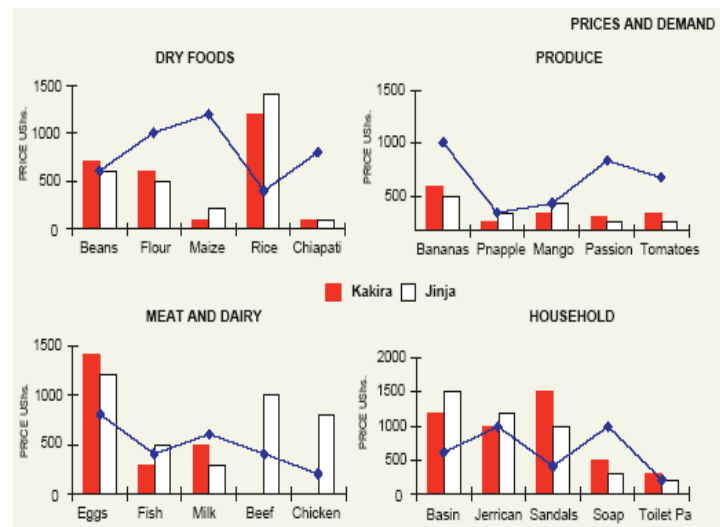 PRICES AND DEMAND
DRY FOODS
PRICE UShs.
1500
1000
500
0
Beans Flour Maize Rice Chiapati
PRODUCE
PRICE UShs.
1500
1000
500
Bananas Pnapple Mango Passion Tomatoes
Kakira Jinja
MEAT AND DAIRY
PRICE UShs.
1500
1000
500
0
Eggs Fish Milk Beef Chicken
HOUSEHOLD
PRICE UShs.
2000
1500
1000
500
0
Basin Jerrican Sandals Soap Toilet Pa